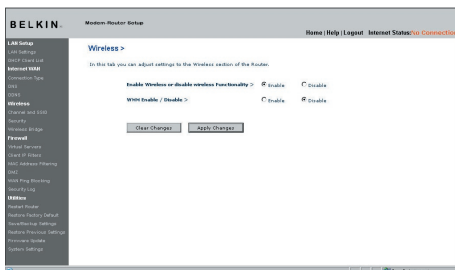 BELKIN
Modem-Router Setup
Home | Help | Logout Internet Status: No Connection
LAN Setup
LAN Settings
DHCP Client List
Internet WAN
Connection Type
DNS
DDNS
Wireless
Channel and SSID
Security
Wireless Bridge
Firewall
Virtual Servers
Client IP Filters
MAC Address Filtering
DMZ
WAN Ping Blocking
Security Log
Utilities
Restart Router
Restore Factory Default
Save/Backup Settings
Restore Previous Settings
Firmware Update
System Settings
Wireless >
In this tab you can adjust settings to the Wireless section of the Router.
Enable Wireless or disable wireless Functionality > Enable Disable
WMM Enable / Disable > Enable Disable
Clear Changes Apply Changes